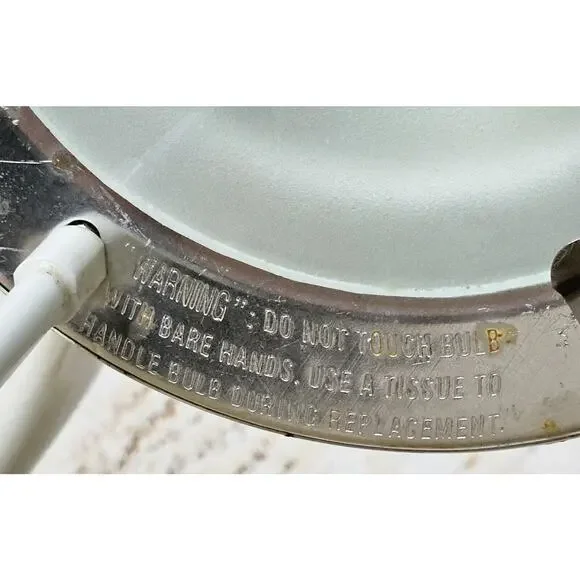 "WARNING": DO NOT TOUCH BULB
WITH BARE HANDS. USE A TISSUE TO
HANDLE BULB DURING REPLACEMENT.